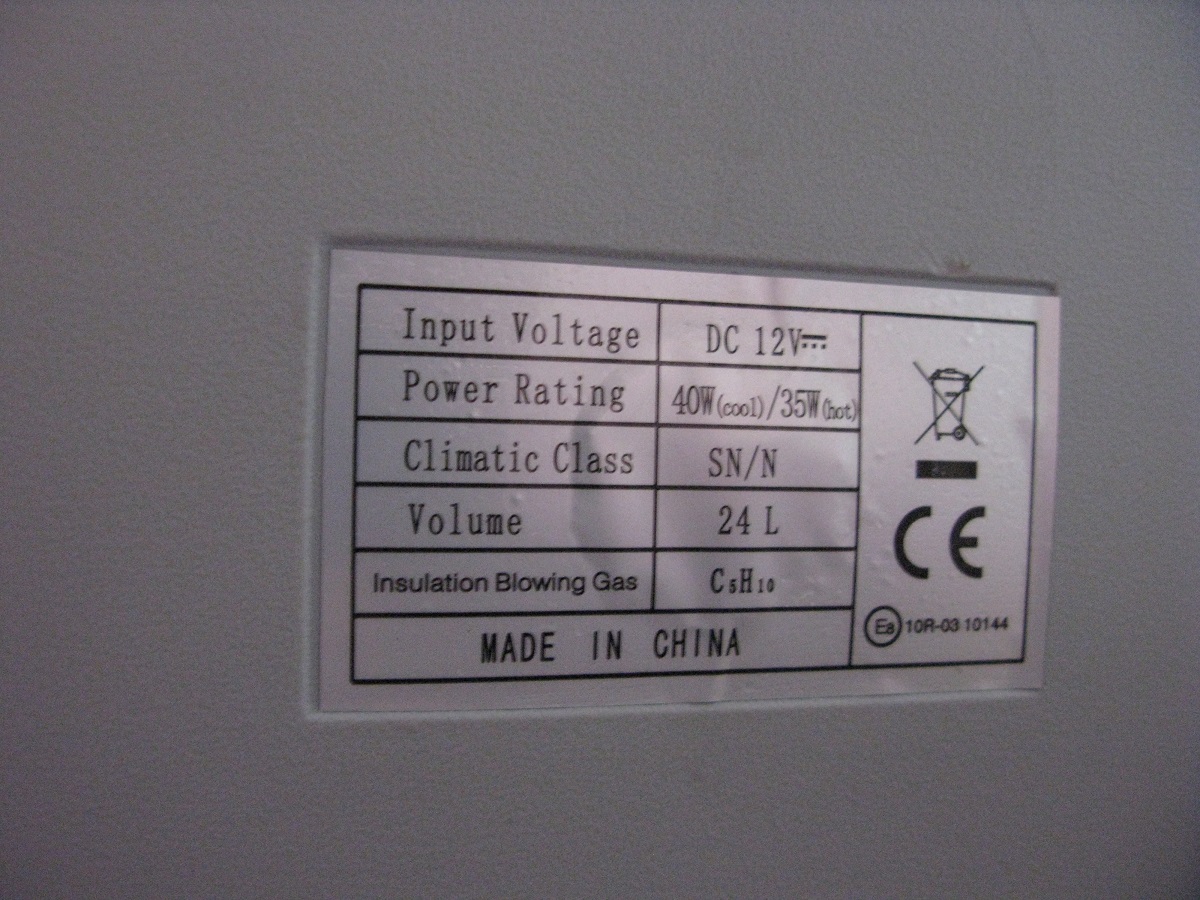 Input Voltage DC 12V⎓
Power Rating 40W(cool)/35W(hot)
Climatic Class SN/N
Volume 24 L
Insulation Blowing Gas C₅H₁₀
MADE IN CHINA
CE
E8 10R-03 10144